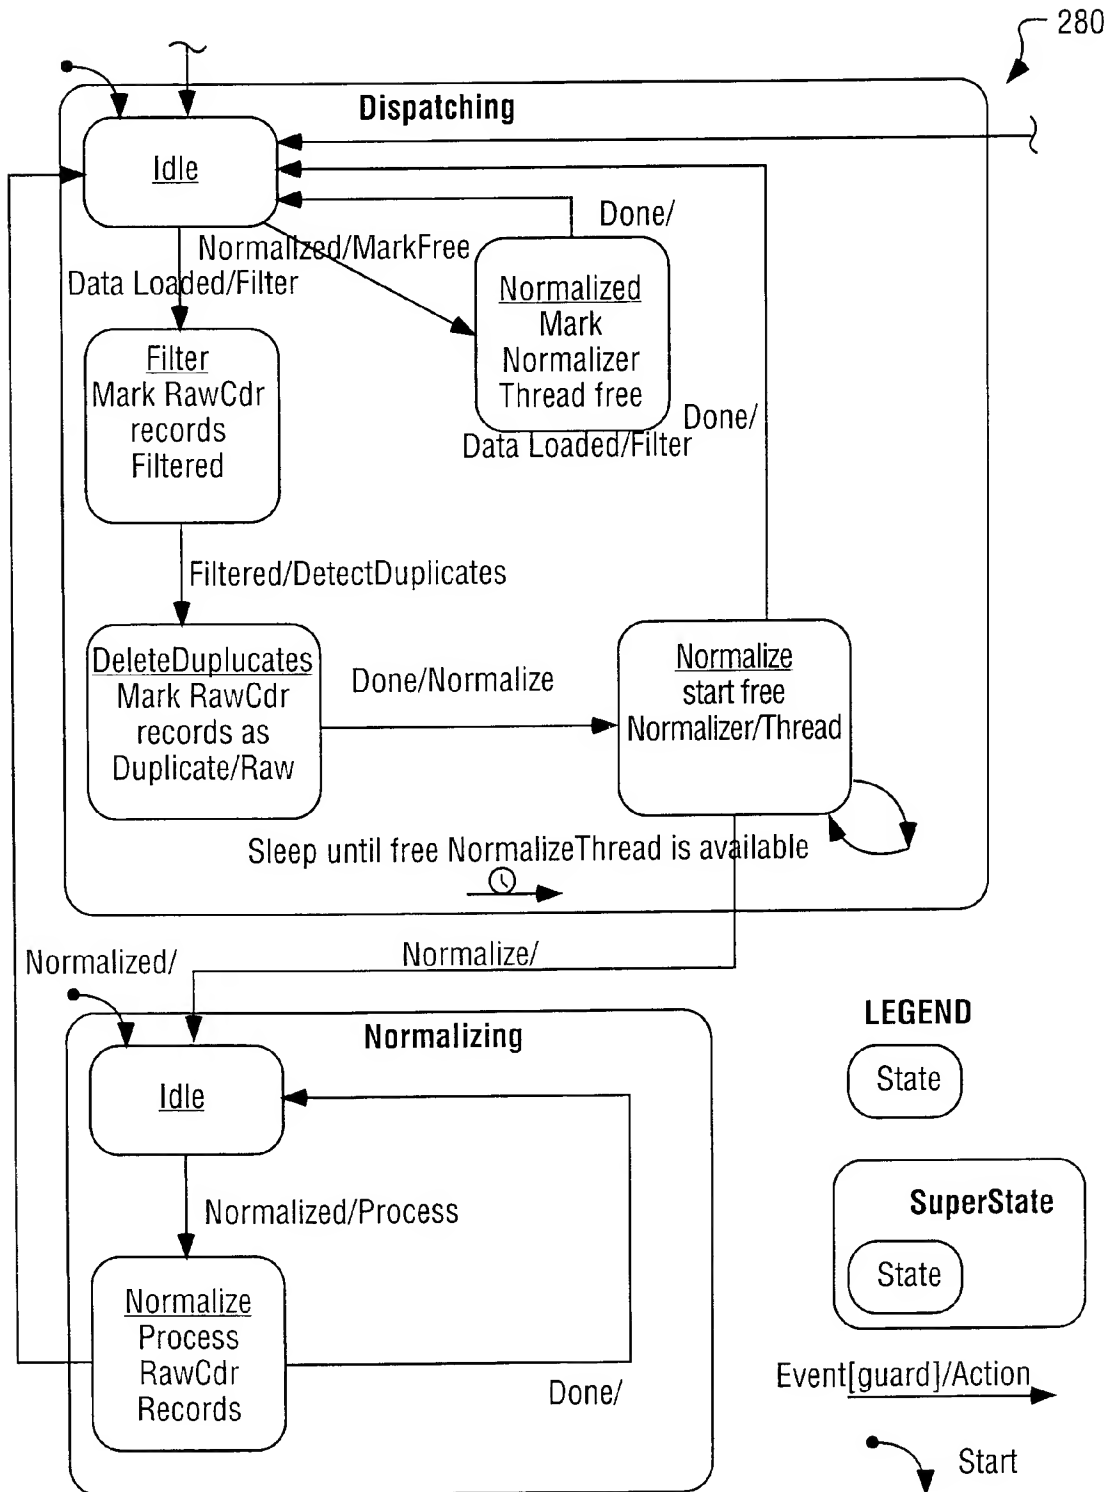 280
Dispatching
Idle
Done/
Normalized/MarkFree
Data Loaded/Filter
Normalized
Mark
Normalizer
Thread free
Filter
Mark RawCdr
records
Filtered
Done/
Data Loaded/Filter
Filtered/DetectDuplicates
DeleteDuplucates
Mark RawCdr
records as
Duplicate/Raw
Done/Normalize
Normalize
start free
Normalizer/Thread
Sleep until free NormalizeThread is available
Normalized/
Normalize/
Normalizing
Idle
Normalized/Process
Normalize
Process
RawCdr
Records
Done/
LEGEND
State
SuperState
State
Event[guard]/Action
Start